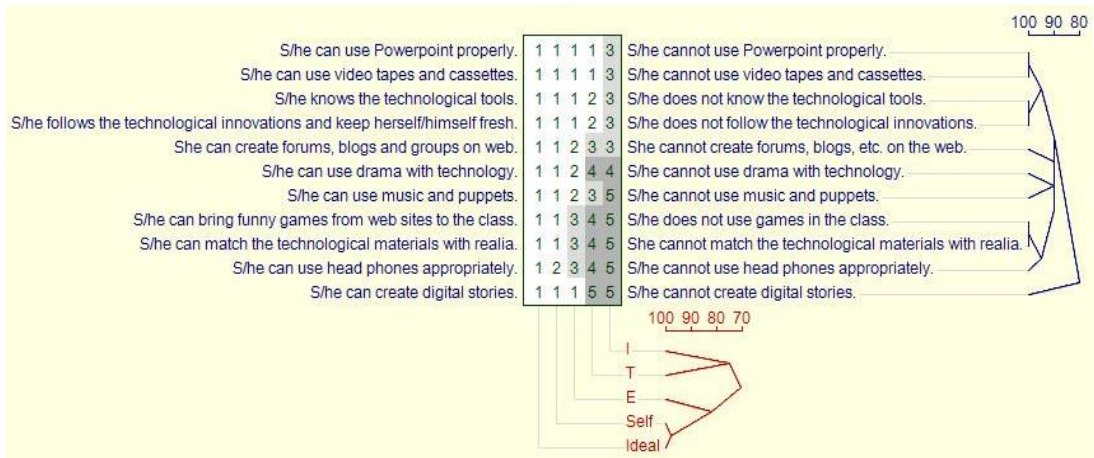 100 90 80
S/he can use Powerpoint properly. 1 1 1 1 3 S/he cannot use Powerpoint properly.
S/he can use video tapes and cassettes. 1 1 1 1 3 S/he cannot use video tapes and cassettes.
S/he knows the technological tools. 1 1 1 2 3 S/he does not know the technological tools.
S/he follows the technological innovations and keep herself/himself fresh. 1 1 1 2 3 S/he does not follow the technological innovations.
She can create forums, blogs and groups on web. 1 1 2 3 3 She cannot create forums, blogs, etc. on the web.
S/he can use drama with technology. 1 1 2 4 4 S/he cannot use drama with technology.
S/he can use music and puppets. 1 1 2 3 5 S/he cannot use music and puppets.
S/he can bring funny games from web sites to the class. 1 1 3 4 5 S/he does not use games in the class.
S/he can match the technological materials with realia. 1 1 3 4 5 She cannot match the technological materials with realia.
S/he can use head phones appropriately. 1 2 3 4 5 S/he cannot use head phones appropriately.
S/he can create digital stories. 1 1 1 5 5 S/he cannot create digital stories.
100 90 80 70
I
T
E
Self
Ideal